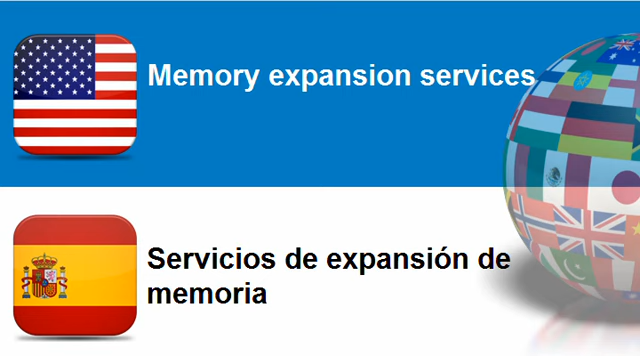 Memory expansion services
Servicios de expansión de
memoria